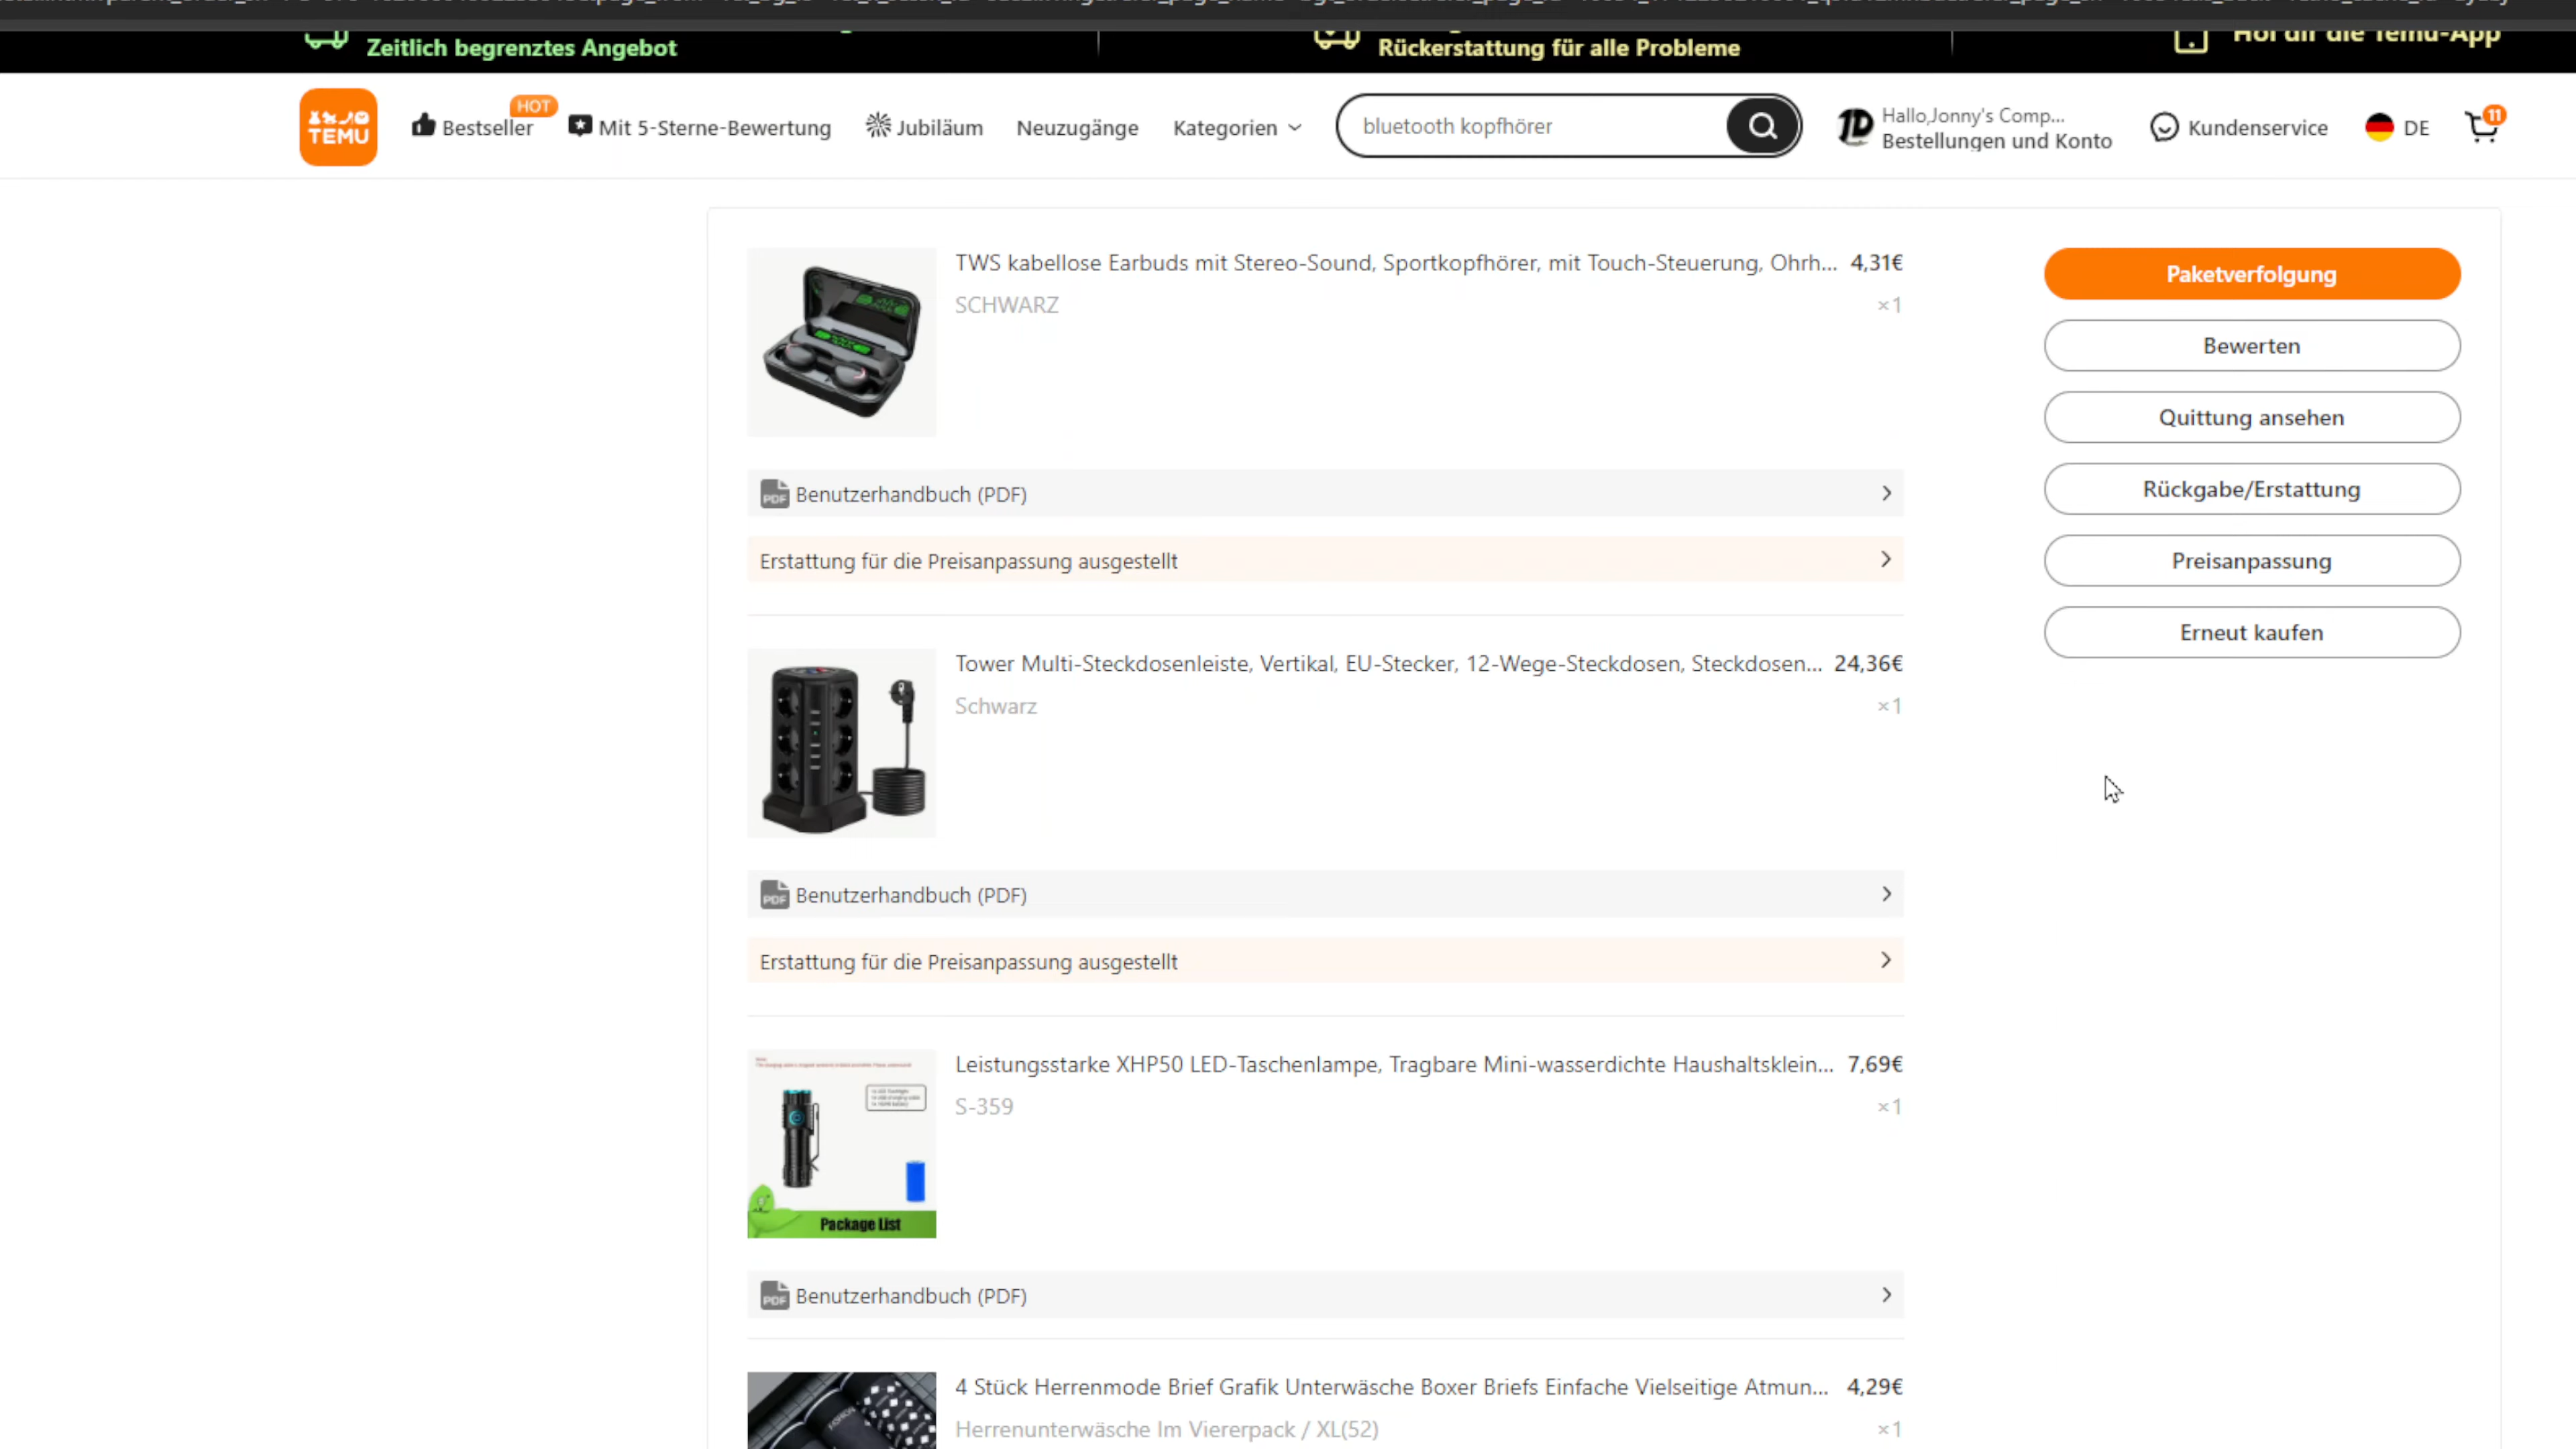 Zeitlich begrenztes Angebot
Rückerstattung für alle Probleme
Hol dir die Temu-App
TEMU
Bestseller
HOT
Mit 5-Sterne-Bewertung
Jubiläum
Neuzugänge
Kategorien
bluetooth kopfhörer
Hallo,Jonny's Comp...
Bestellungen und Konto
Kundenservice
DE
11
TWS kabellose Earbuds mit Stereo-Sound, Sportkopfhörer, mit Touch-Steuerung, Ohrh... 4,31€
SCHWARZ ×1
PDF Benutzerhandbuch (PDF)
Erstattung für die Preisanpassung ausgestellt
Paketverfolgung
Bewerten
Quittung ansehen
Rückgabe/Erstattung
Preisanpassung
Erneut kaufen
Tower Multi-Steckdosenleiste, Vertikal, EU-Stecker, 12-Wege-Steckdosen, Steckdosen... 24,36€
Schwarz ×1
PDF Benutzerhandbuch (PDF)
Erstattung für die Preisanpassung ausgestellt
Leistungsstarke XHP50 LED-Taschenlampe, Tragbare Mini-wasserdichte Haushaltsklein... 7,69€
S-359 ×1
Package List
PDF Benutzerhandbuch (PDF)
4 Stück Herrenmode Brief Grafik Unterwäsche Boxer Briefs Einfache Vielseitige Atmun... 4,29€
Herrenunterwäsche Im Viererpack / XL(52) ×1